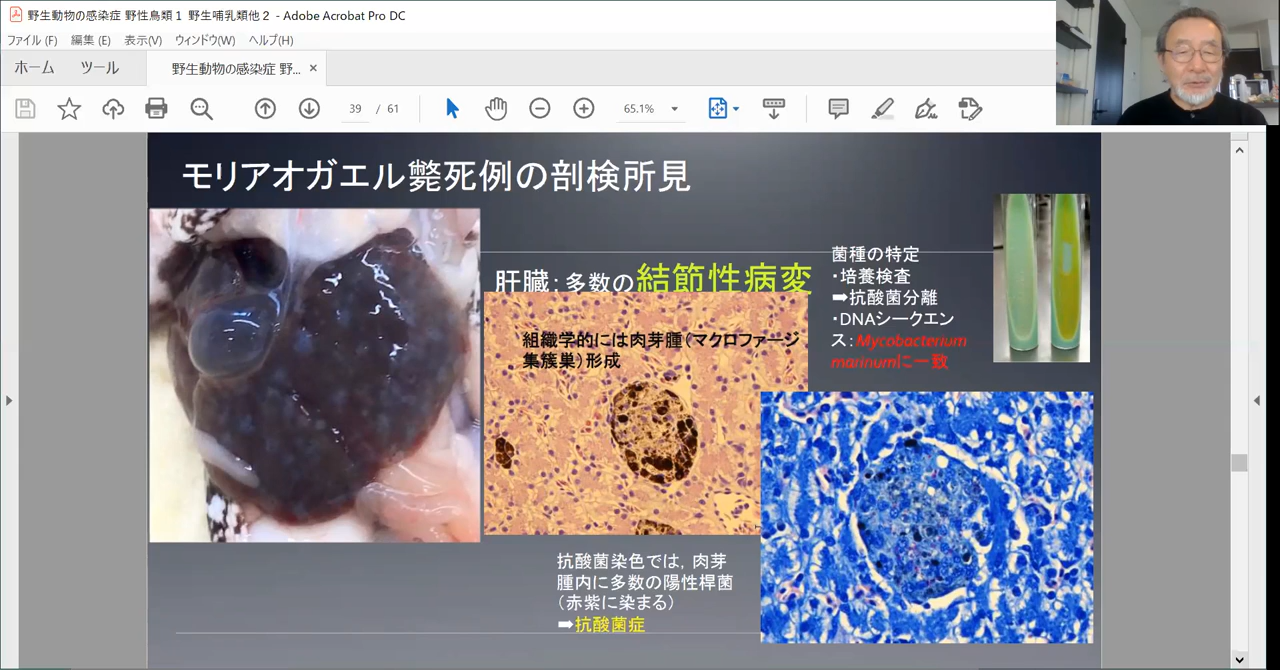 野生動物の感染症 野性鳥類１ 野生哺乳類他２ - Adobe Acrobat Pro DC
ファイル(F) 編集(E) 表示(V) ウィンドウ(W) ヘルプ(H)
ホーム ツール 野生動物の感染症 野... ×
39 / 61 65.1%
モリアオガエル斃死例の剖検所見
肝臓：多数の結節性病変
組織学的には肉芽腫（マクロファージ
集簇巣）形成
菌種の特定
・培養検査
➡抗酸菌分離
・DNAシークエン
ス：Mycobacterium
marinumに一致
抗酸菌染色では，肉芽
腫内に多数の陽性桿菌
（赤紫に染まる）
➡抗酸菌症